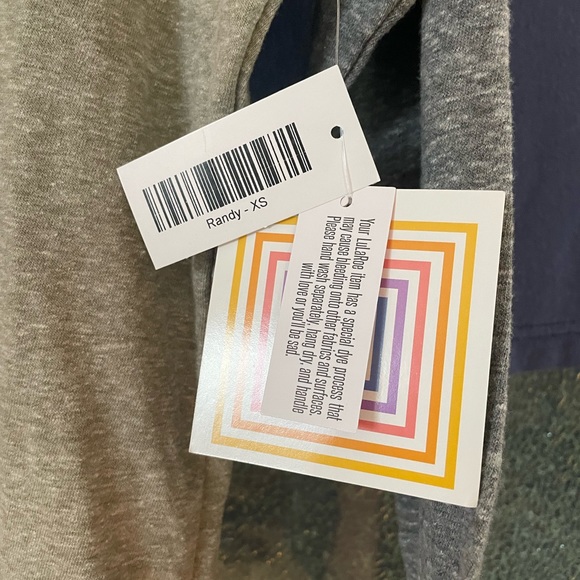 Randy - XS
Your LuLaRoe item has a special dye process that
may cause bleeding onto other fabrics and surfaces.
Please hand wash separately, hang dry, and handle
with love or you'll be sad.